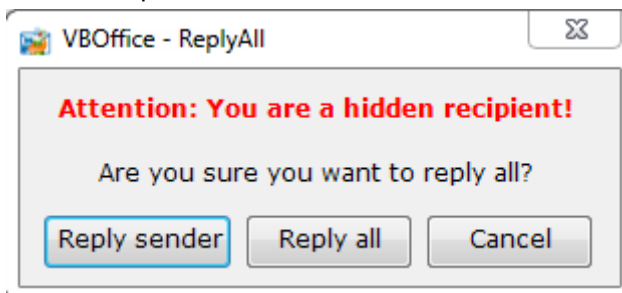 VBOffice - ReplyAll
Attention: You are a hidden recipient!
Are you sure you want to reply all?
Reply sender Reply all Cancel